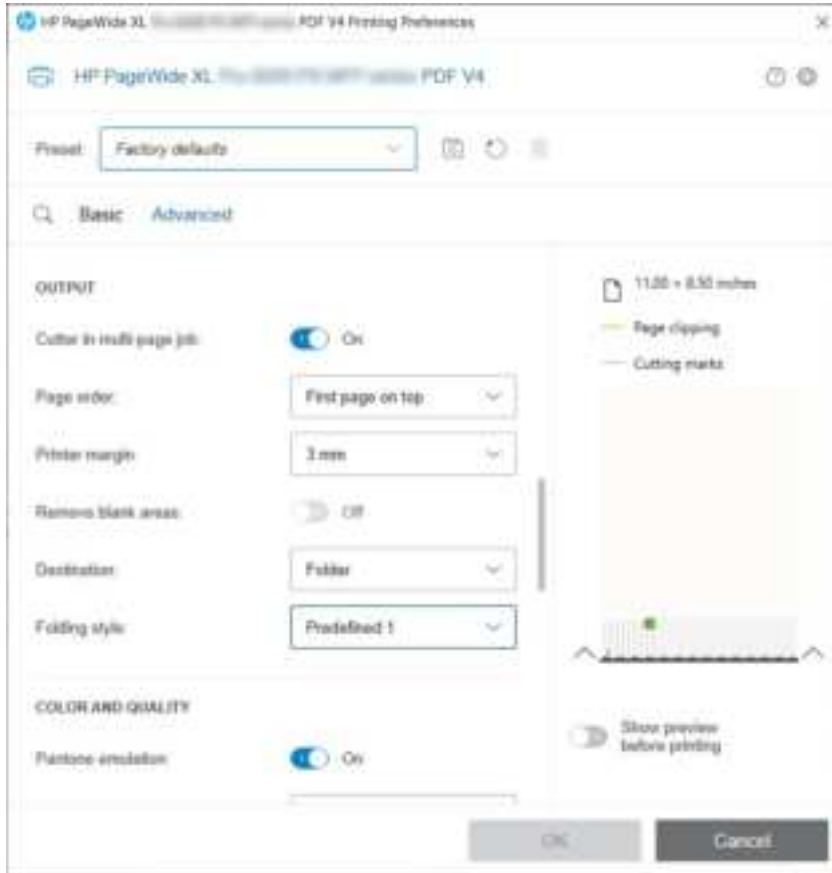 HP PageWide XL PDF V4 Printing Preferences
HP PageWide XL PDF V4
Preset Factory defaults
Basic Advanced
OUTPUT
Cutter in multi-page job: On
Page order: First page on top
Printer margin 3 mm
Remove blank areas: Off
Destination: Folder
Folding style Predefined 1
COLOR AND QUALITY
Pantone emulation On
11.00 × 8.50 inches
Page clipping
Cutting marks
Show preview
before printing
OK Cancel